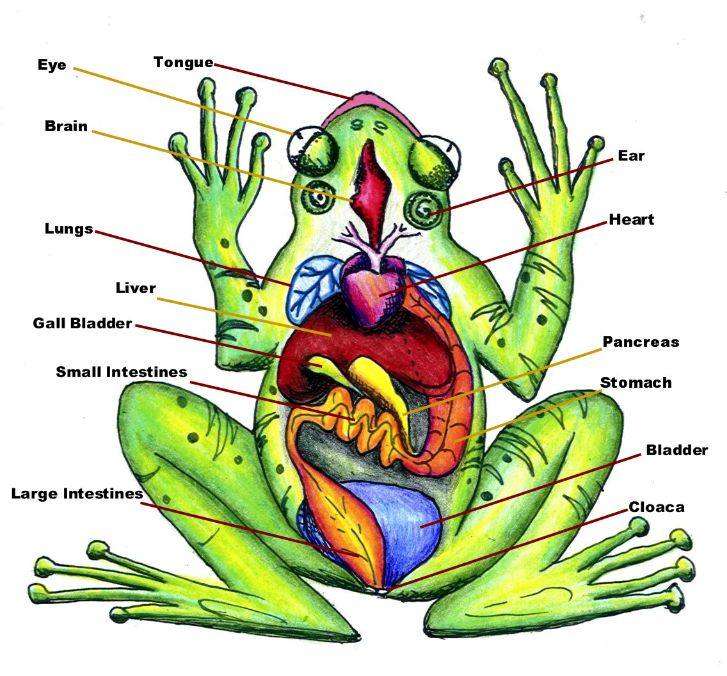 Eye
Tongue
Brain
Ear
Heart
Lungs
Liver
Gall Bladder
Pancreas
Small Intestines
Stomach
Bladder
Large Intestines
Cloaca